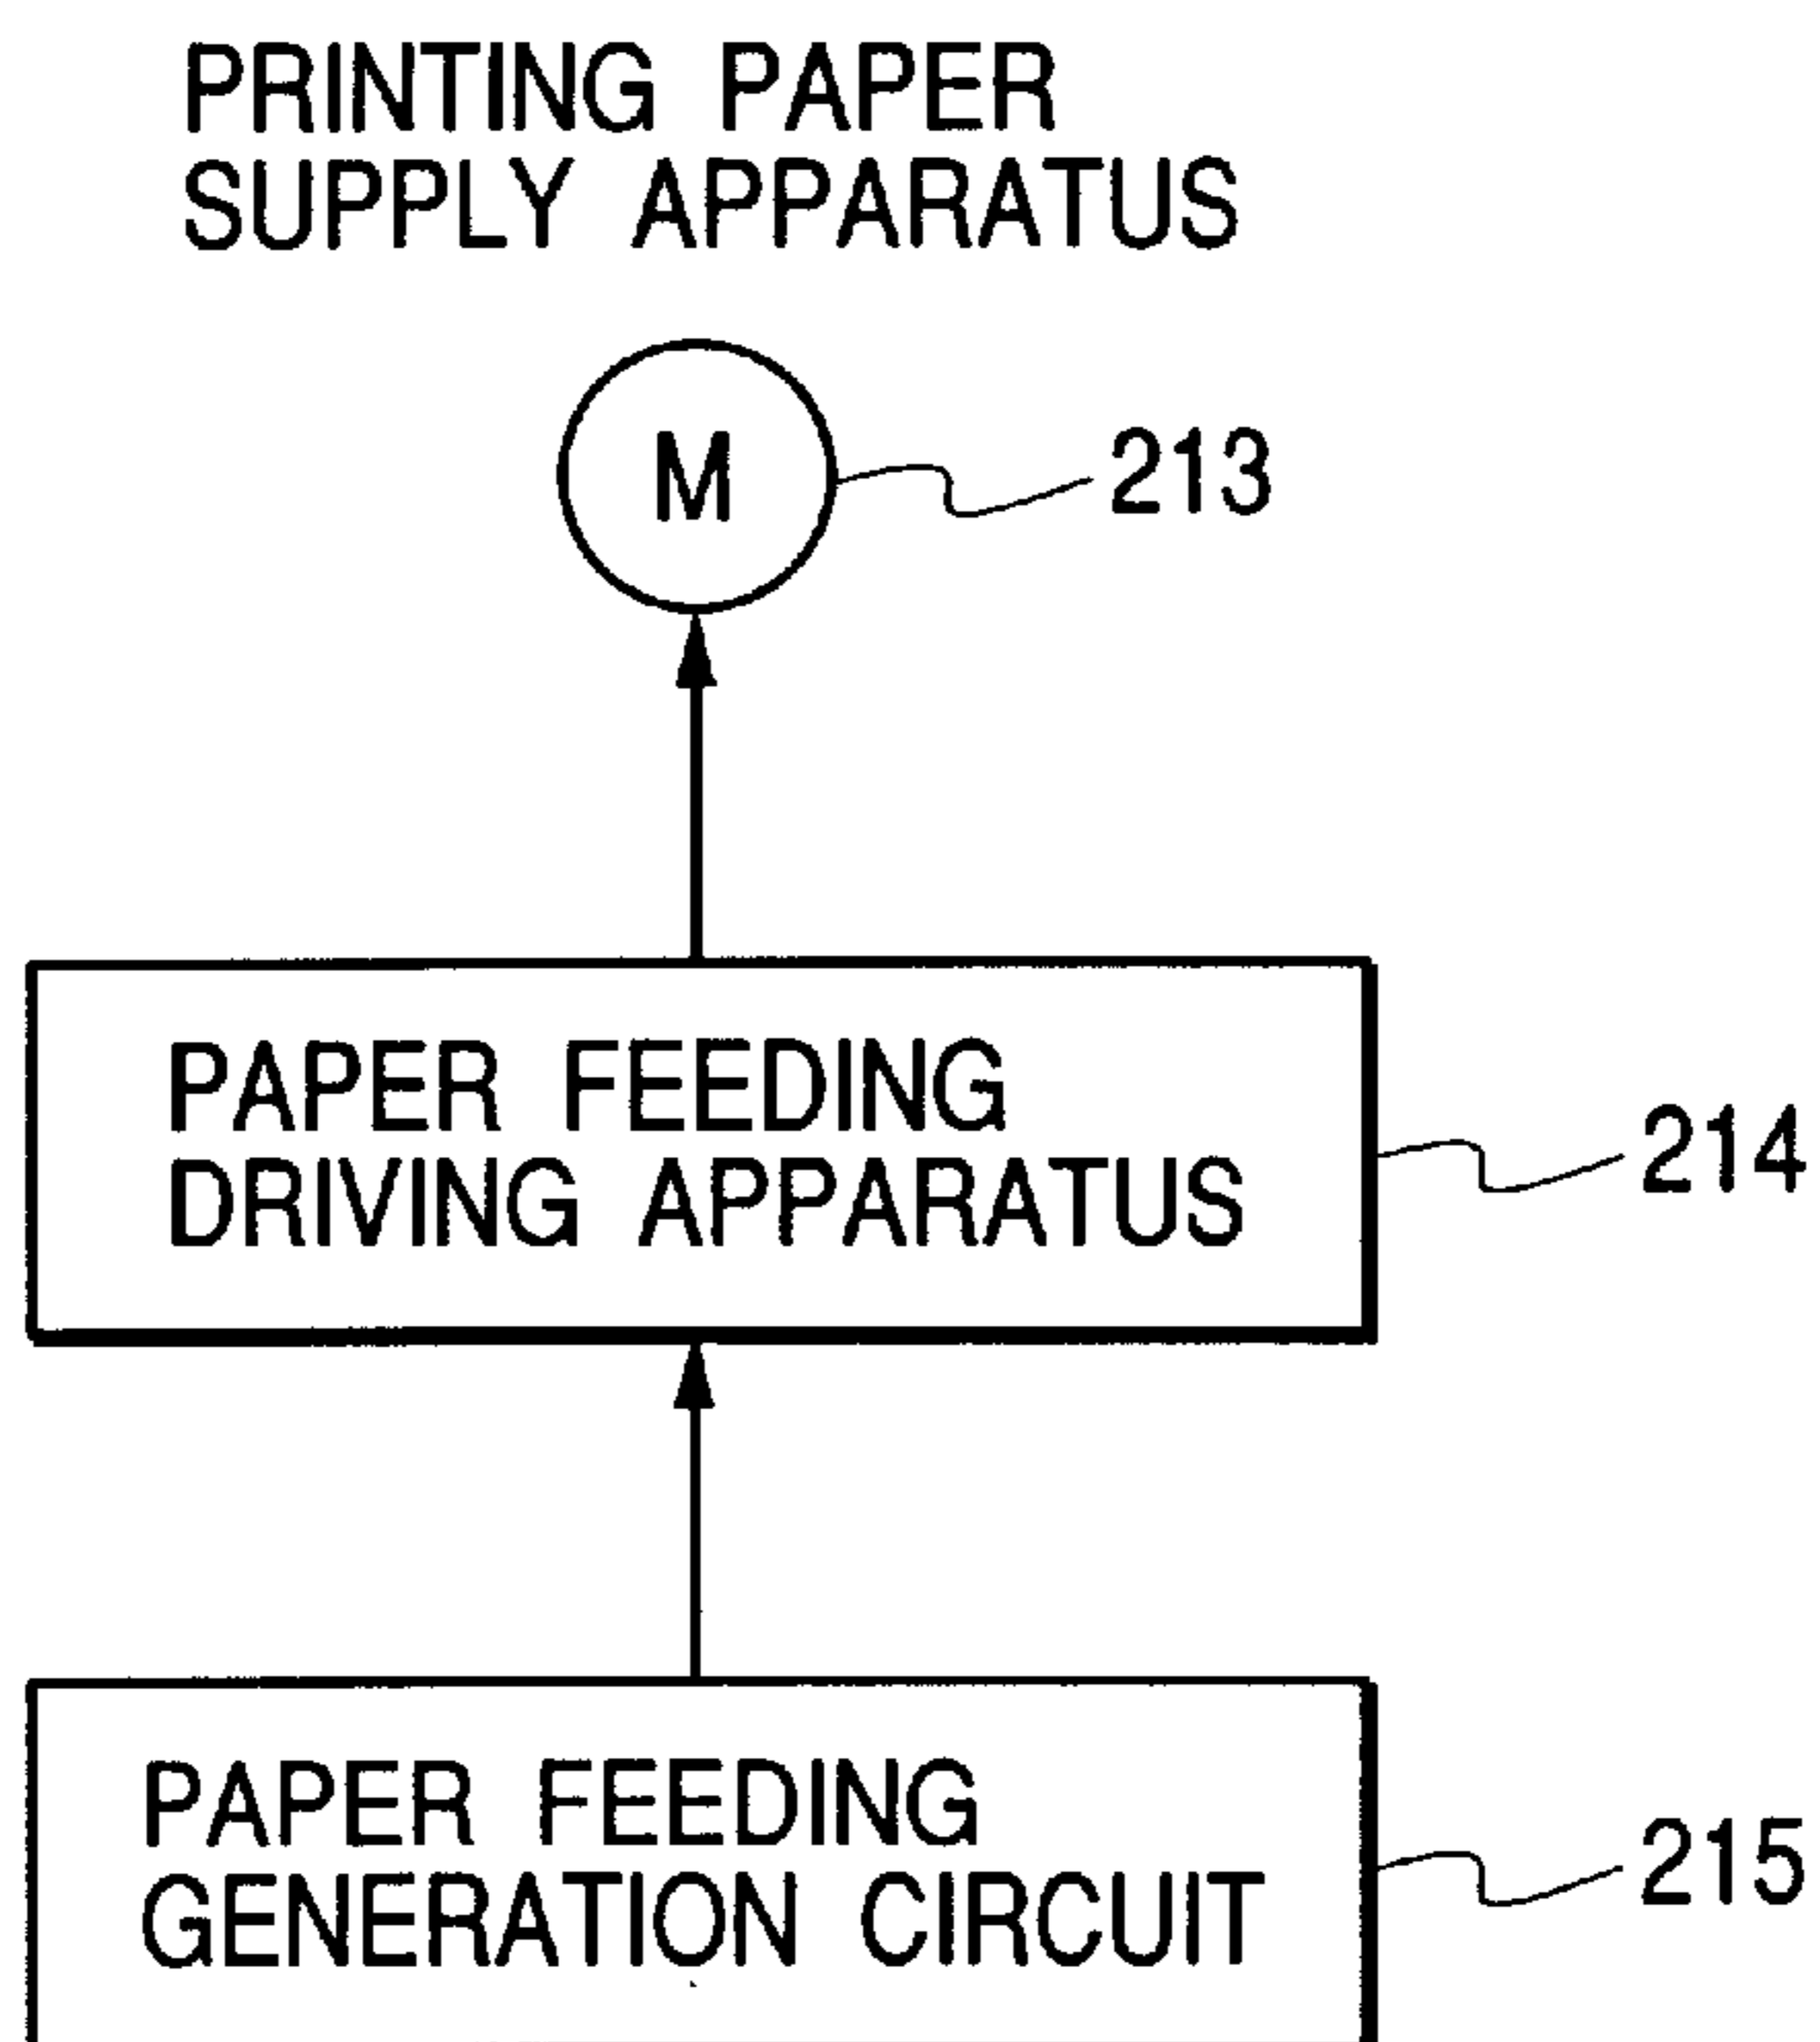 PRINTING PAPER
SUPPLY APPARATUS
M
213
PAPER FEEDING
DRIVING APPARATUS
214
PAPER FEEDING
GENERATION CIRCUIT
215